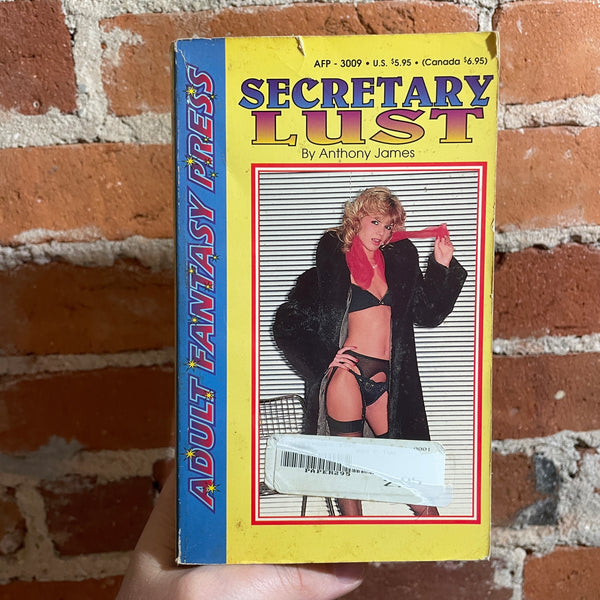 AFP - 3009 • U.S. $5.95 • (Canada $6.95)
SECRETARY
LUST
By Anthony James
ADULT FANTASY PRESS